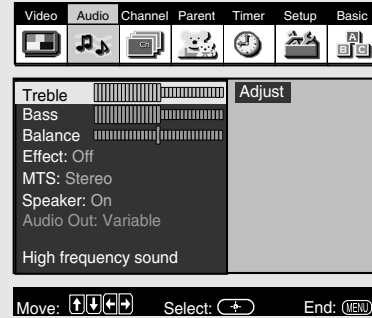 Video Audio Channel Parent Timer Setup Basic
A
B C
Treble
Adjust
Bass
Balance
Effect: Off
MTS: Stereo
Speaker: On
Audio Out: Variable
High frequency sound
Move: Select: End: MENU